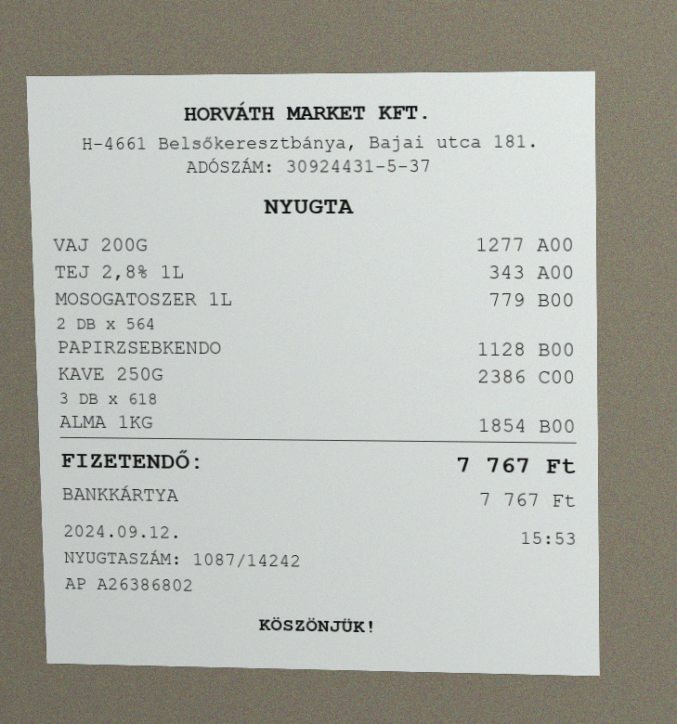 HORVÁTH MARKET KFT.
H-4661 Belsőkeresztbánya, Bajai utca 181.
ADÓSZÁM: 30924431-5-37
NYUGTA
VAJ 200G 1277 A00
TEJ 2,8% 1L 343 A00
MOSOGATOSZER 1L 779 B00
2 DB x 564
PAPIRZSEBKENDO 1128 B00
KAVE 250G 2386 C00
3 DB x 618
ALMA 1KG 1854 B00
FIZETENDŐ: 7 767 Ft
BANKKÁRTYA 7 767 Ft
2024.09.12. 15:53
NYUGTASZÁM: 1087/14242
AP A26386802
KÖSZÖNJÜK!